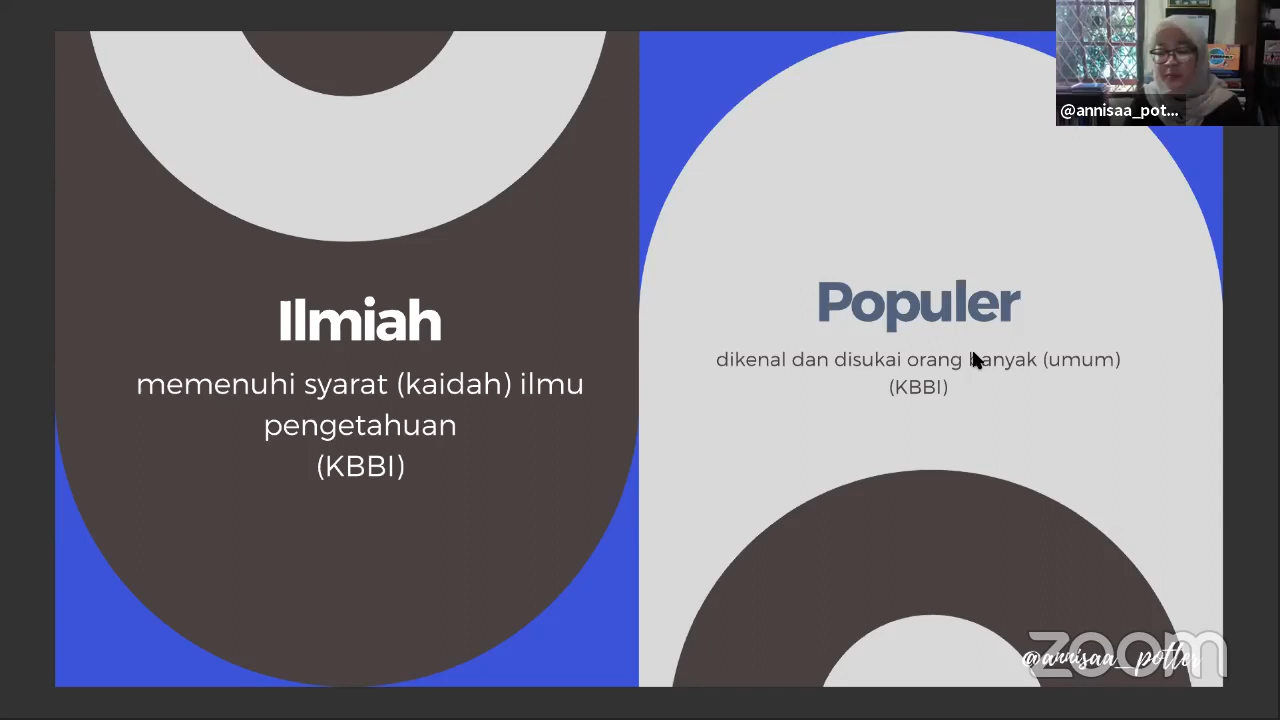 @annisaa_pot...
Ilmiah
memenuhi syarat (kaidah) ilmu
pengetahuan
(KBBI)
Populer
dikenal dan disukai orang banyak (umum)
(KBBI)
zoom
@annisaa_potter